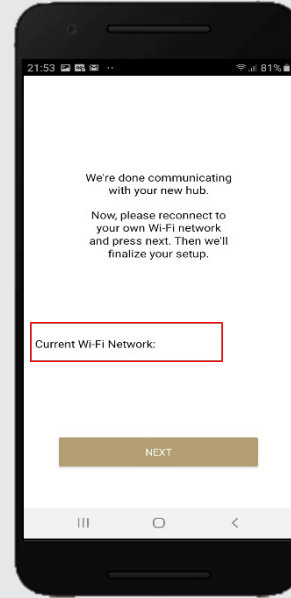 21:53
81%
We're done communicating
with your new hub.
Now, please reconnect to
your own Wi-Fi network
and press next. Then we'll
finalize your setup.
Current Wi-Fi Network:
NEXT